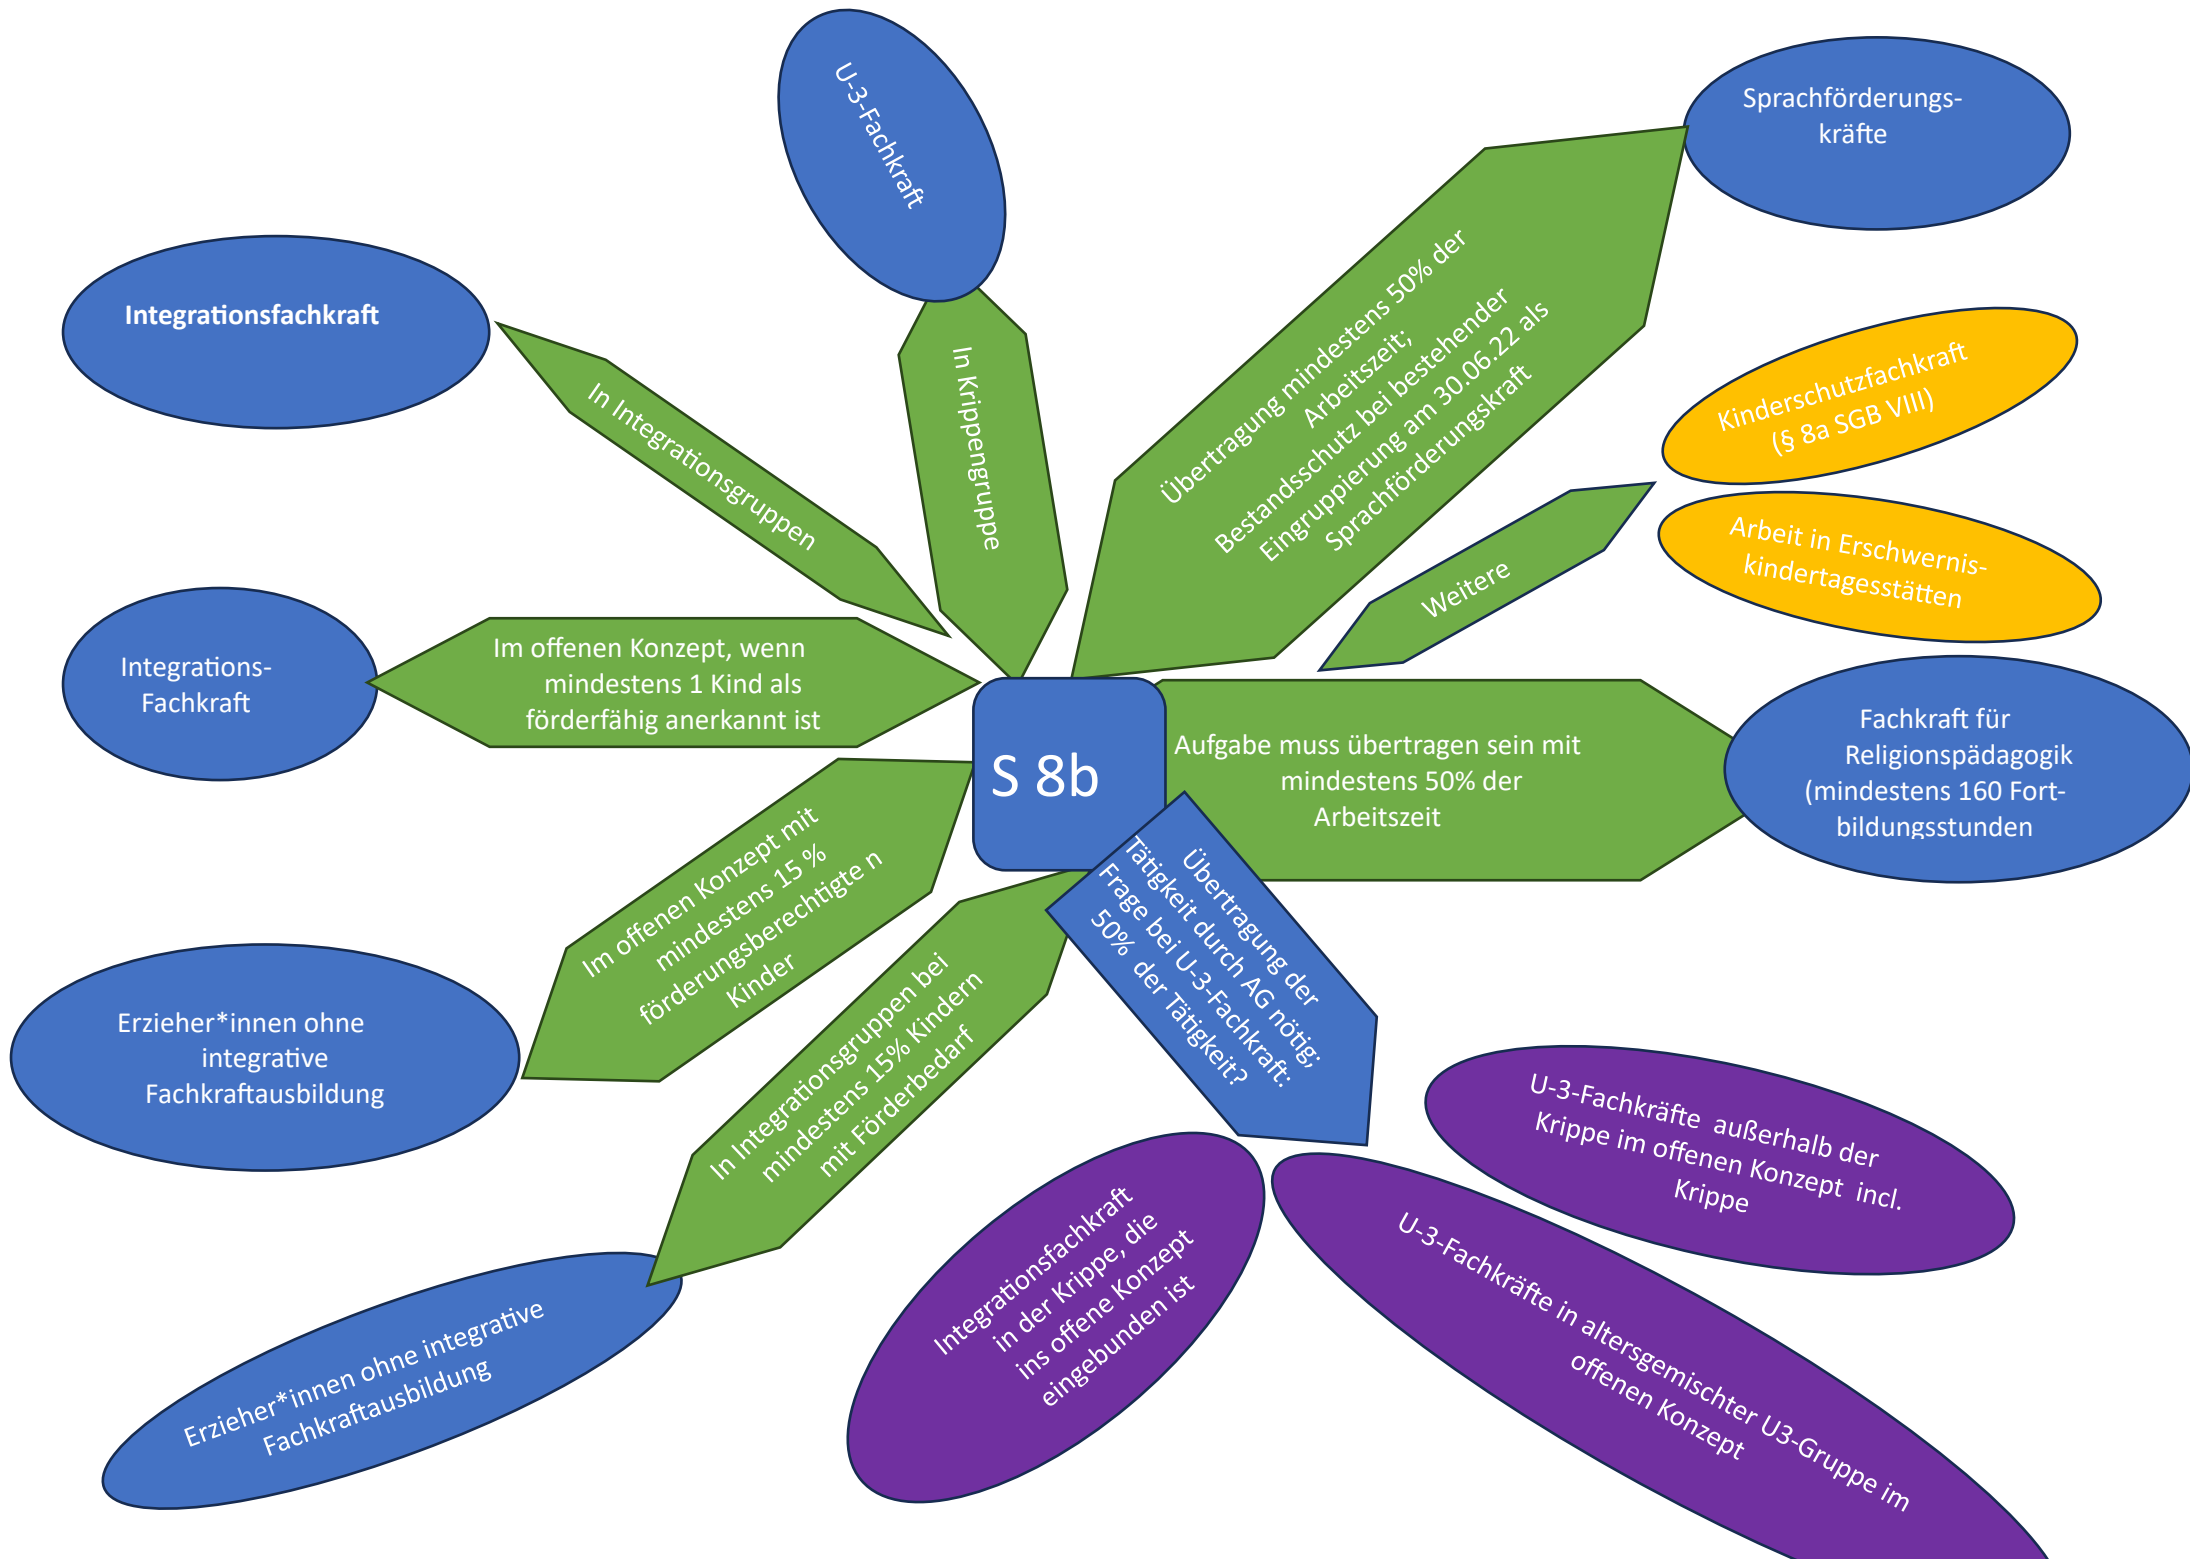 U-3-Fachkraft
Sprachförderungs-
kräfte
Integrationsfachkraft
In Integrationsgruppen
In Krippengruppe
Übertragung mindestens 50% der
Arbeitszeit;
Bestandsschutz bei bestehender
Eingruppierung am 30.06.22 als
Sprachförderungskraft
Kinderschutzfachkraft
(§ 8a SGB VIII)
Weitere
Arbeit in Erschwernis-
kindertagesstätten
Integrations-
Fachkraft
Im offenen Konzept, wenn
mindestens 1 Kind als
förderfähig anerkannt ist
S 8b
Aufgabe muss übertragen sein mit
mindestens 50% der
Arbeitszeit
Fachkraft für
Religionspädagogik
(mindestens 160 Fort-
bildungsstunden
Im offenen Konzept mit
mindestens 15 %
förderungsberechtigte n
Kinder
Übertragung der
Tätigkeit durch AG nötig;
Frage bei U-3-Fachkraft:
50%  der Tätigkeit?
Erzieher*innen ohne
integrative
Fachkraftausbildung
In Integrationsgruppen bei
mindestens 15% Kindern
mit Förderbedarf
U-3-Fachkräfte  außerhalb der
Krippe im offenen Konzept  incl.
Krippe
Integrationsfachkraft
in der Krippe, die
ins offene Konzept
eingebunden ist
U-3-Fachkräfte in altersgemischter U3-Gruppe im
offenen Konzept
Erzieher*innen ohne integrative
Fachkraftausbildung